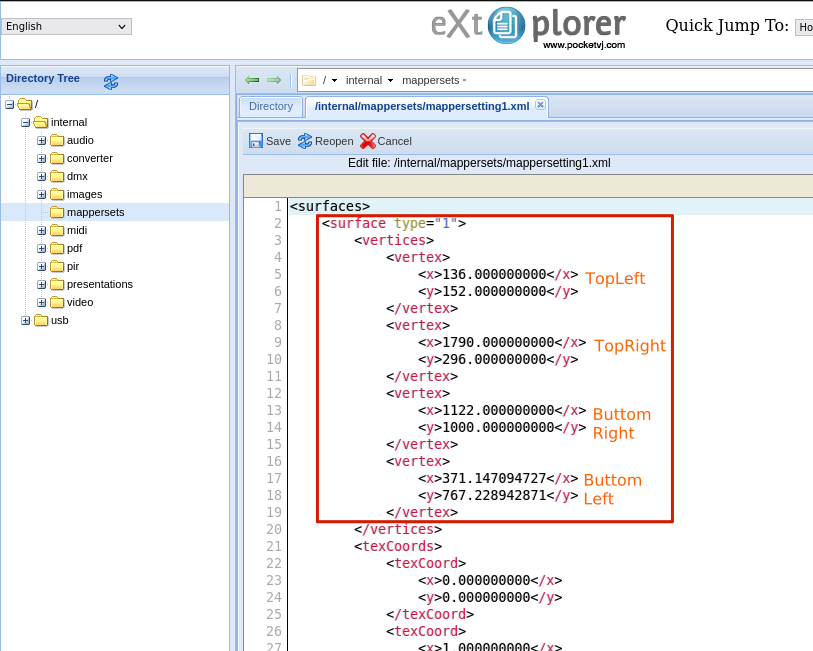 English
eXtplorer
www.pocketvj.com
Quick Jump To:
Ho
Directory Tree
/ internal mappersets
Directory
/internal/mappersets/mappersetting1.xml
Save Reopen Cancel
Edit file: /internal/mappersets/mappersetting1.xml
/
internal
audio
converter
dmx
images
mappersets
midi
pdf
pir
presentations
video
usb
1 <surfaces>
2 <surface type="1">
3 <vertices>
4 <vertex>
5 <x>136.000000000</x> TopLeft
6 <y>152.000000000</y>
7 </vertex>
8 <vertex>
9 <x>1790.000000000</x> TopRight
10 <y>296.000000000</y>
11 </vertex>
12 <vertex>
13 <x>1122.000000000</x> Buttom
14 <y>1000.000000000</y> Right
15 </vertex>
16 <vertex>
17 <x>371.147094727</x> Buttom
18 <y>767.228942871</y> Left
19 </vertex>
20 </vertices>
21 <texCoords>
22 <texCoord>
23 <x>0.000000000</x>
24 <y>0.000000000</y>
25 </texCoord>
26 <texCoord>
27 <x>1.000000000</x>